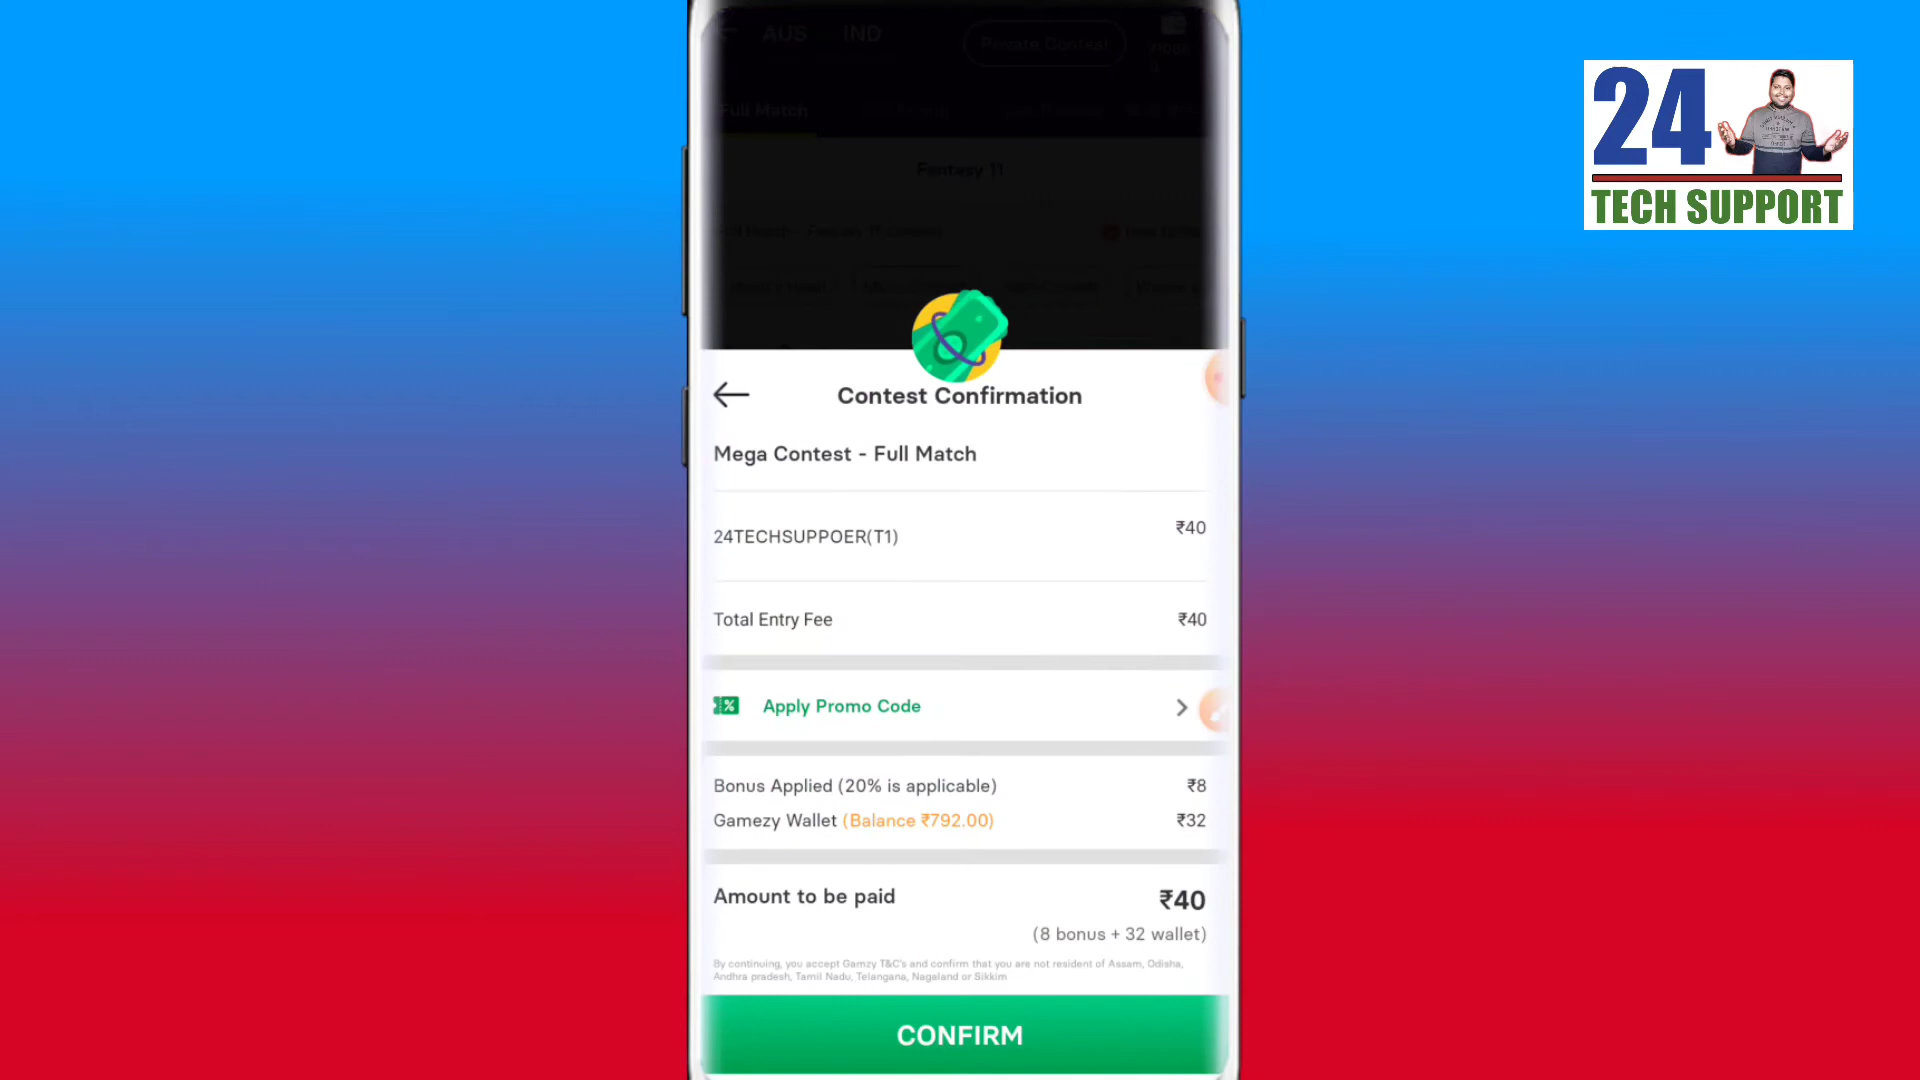 AUS IND
Private Contest
Full Match
Fantasy 11
24
TECH SUPPORT
Contest Confirmation
Mega Contest - Full Match
24TECHSUPPOER(T1) ₹40
Total Entry Fee ₹40
Apply Promo Code
Bonus Applied (20% is applicable) ₹8
Gamezy Wallet (Balance ₹792.00) ₹32
Amount to be paid ₹40
(8 bonus + 32 wallet)
By continuing, you accept Gamzy T&C's and confirm that you are not resident of Assam, Odisha,
Andhra pradesh, Tamil Nadu, Telangana, Nagaland or Sikkim
CONFIRM